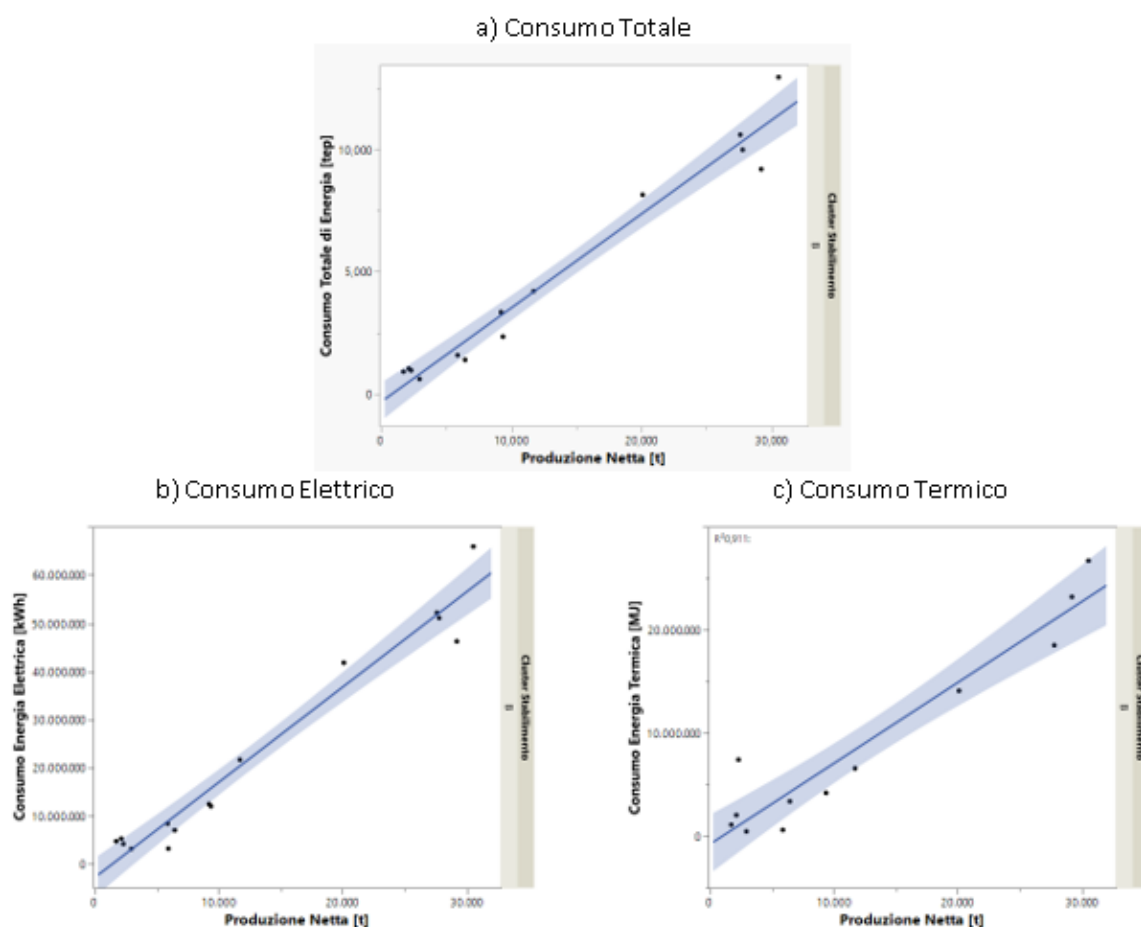 a) Consumo Totale
Consumo Totale di Energia [tep]
10,000
5,000
0
0
10,000
20,000
30,000
Produzione Netta [t]
Cluster Stabilimento
B
b) Consumo Elettrico
Consumo Energia Elettrica [kWh]
60.000.000
50.000.000
40.000.000
30.000.000
20.000.000
10.000.000
0
0
10.000
20.000
30.000
Produzione Netta [t]
Cluster Stabilimento
B
c) Consumo Termico
R²0,911
Consumo Energia Termica [MJ]
20.000.000
10.000.000
0
0
10.000
20.000
30.000
Produzione Netta [t]
Cluster Stabilimento
B